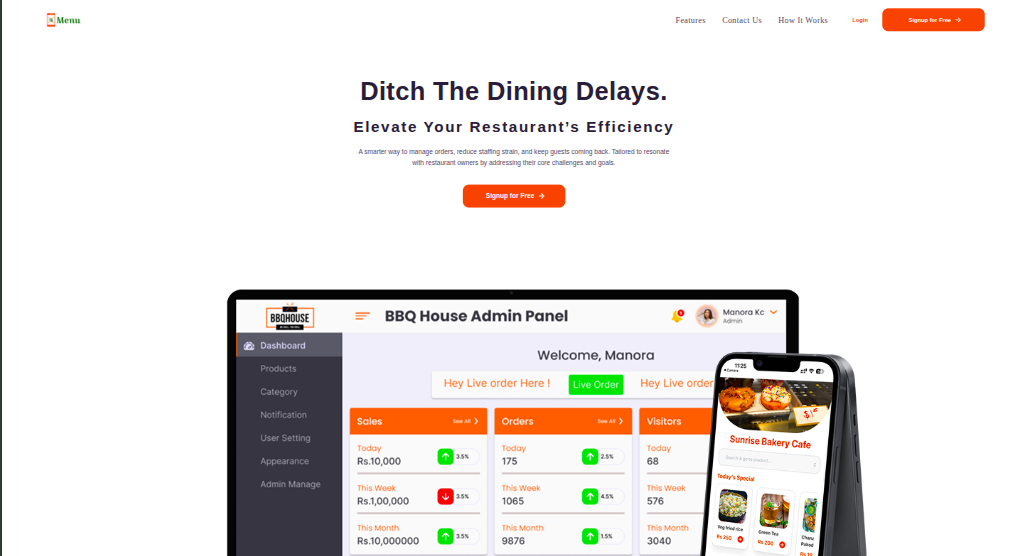 Menu
Features Contact Us How It Works Login Signup for Free →
Ditch The Dining Delays.
Elevate Your Restaurant’s Efficiency
A smarter way to manage orders, reduce staffing strain, and keep guests coming back. Tailored to resonate
with restaurant owners by addressing their core challenges and goals.
Signup for Free →
BBQHOUSE
BBQ House Admin Panel
Manora Kc
Admin
Dashboard
Products
Category
Notification
User Setting
Appearance
Admin Manage
Welcome, Manora
Hey Live order Here ! Live Order Hey Live order
Sales See All
Today
Rs.10,000 3.5%
This Week
Rs.1,00,000 3.5%
This Month
Rs.10,000000 3.5%
Orders See All
Today
175 2.5%
This Week
1065 4.5%
This Month
9876 1.5%
Visitors
Today
68
This Week
576
This Month
3040
11:25
Sunrise Bakery Cafe
Today's Special
Veg fried rice
Rs 250
Green Tea
Rs 200